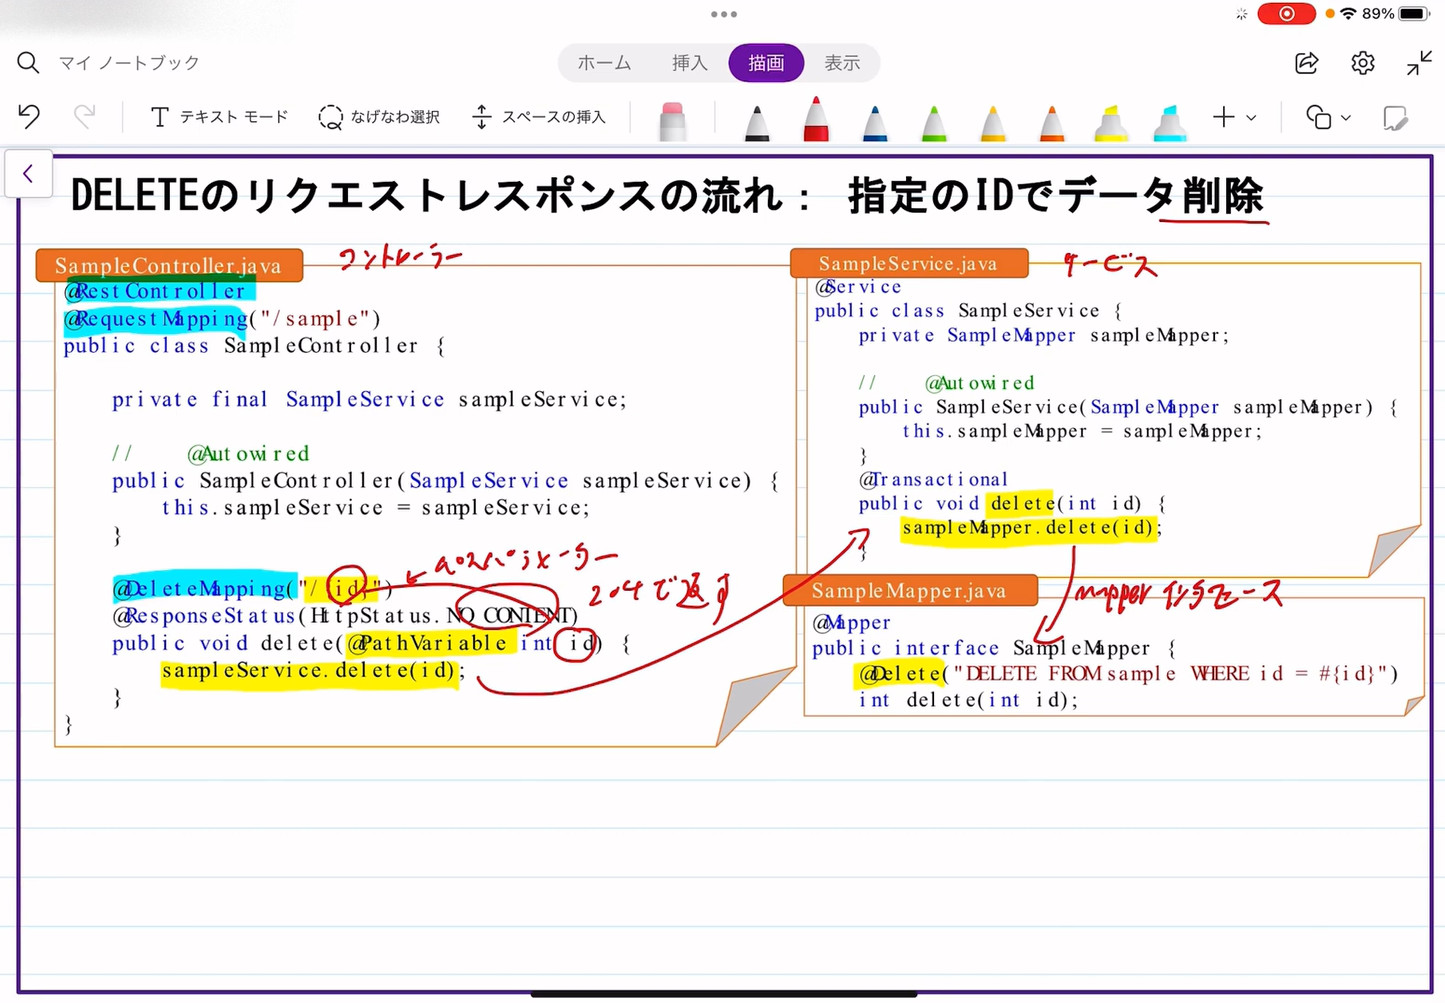 89%
マイ ノートブック
ホーム 挿入 描画 表示
テキスト モード なげなわ選択 スペースの挿入
DELETEのリクエストレスポンスの流れ： 指定のIDでデータ削除
SampleController.java
コントローラー
@RestController
@RequestMapping("/sample")
public class SampleController {
private final SampleService sampleService;
// @Autowired
public SampleController(SampleService sampleService) {
this.sampleService = sampleService;
}
パスパラメーター
@DeleteMapping("/{id}")
204で返す
@ResponseStatus(HttpStatus.NO_CONTENT)
public void delete(@PathVariable int id) {
sampleService.delete(id);
}
}
SampleService.java
サービス
@Service
public class SampleService {
private SampleMapper sampleMapper;
// @Autowired
public SampleService(SampleMapper sampleMapper) {
this.sampleMapper = sampleMapper;
}
@Transactional
public void delete(int id) {
sampleMapper.delete(id);
}
SampleMapper.java
mapper インタフェース
@Mapper
public interface SampleMapper {
@Delete("DELETE FROM sample WHERE id = #{id}")
int delete(int id);